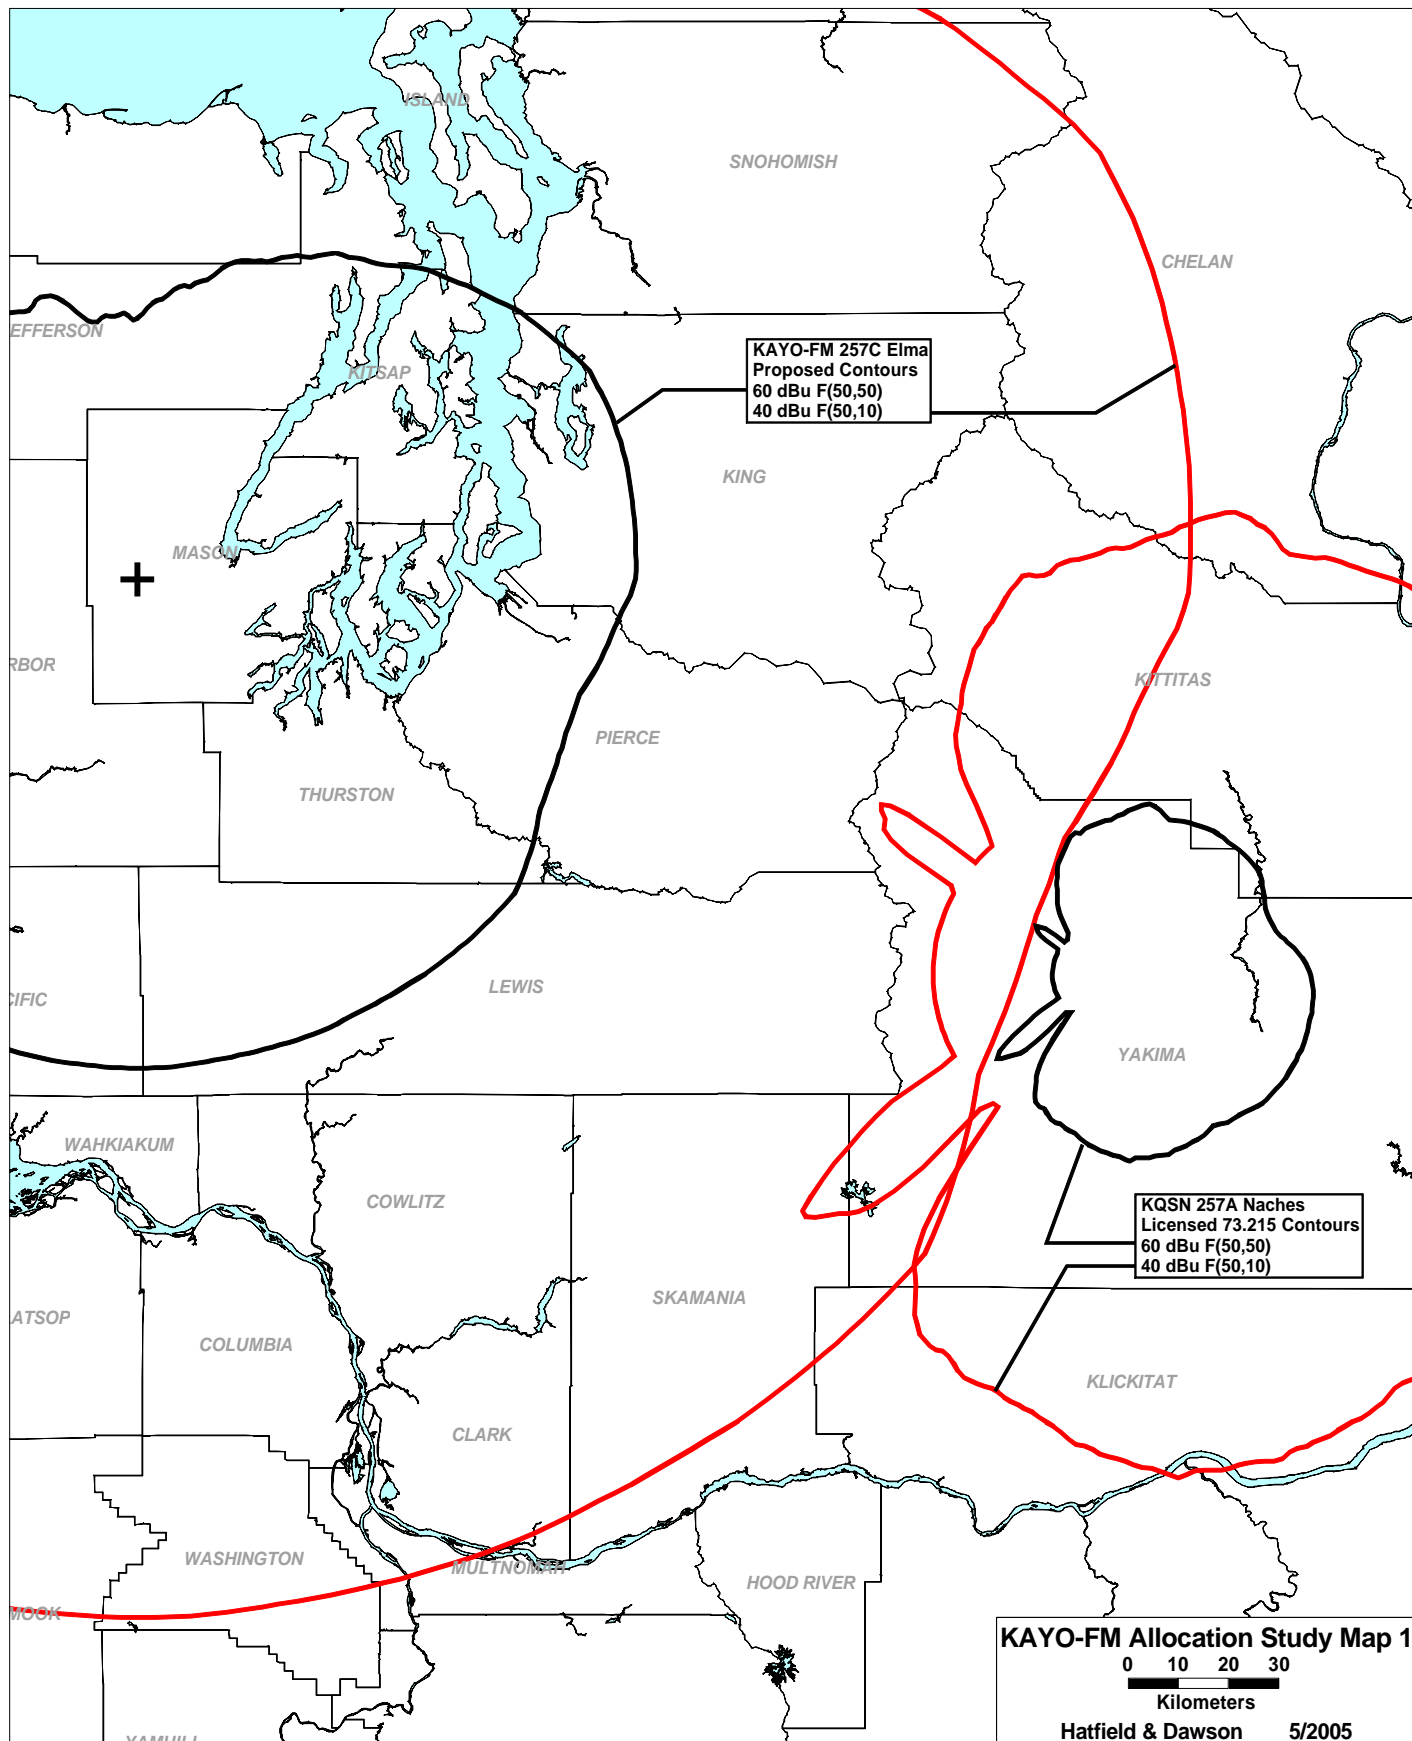 ISLAND
SNOHOMISH
CHELAN
EFFERSON
KITSAP
KAYO-FM 257C Elma
Proposed Contours
60 dBu F(50,50)
40 dBu F(50,10)
KING
MASON
RBOR
KITTITAS
PIERCE
THURSTON
LEWIS
CIFIC
YAKIMA
WAHKIAKUM
COWLITZ
KQSN 257A Naches
Licensed 73.215 Contours
60 dBu F(50,50)
40 dBu F(50,10)
SKAMANIA
ATSOP
COLUMBIA
KLICKITAT
CLARK
WASHINGTON
MULTNOMAH
HOOD RIVER
MOOK
KAYO-FM Allocation Study Map 1
0 10 20 30
Kilometers
Hatfield & Dawson 5/2005
YAMHILL